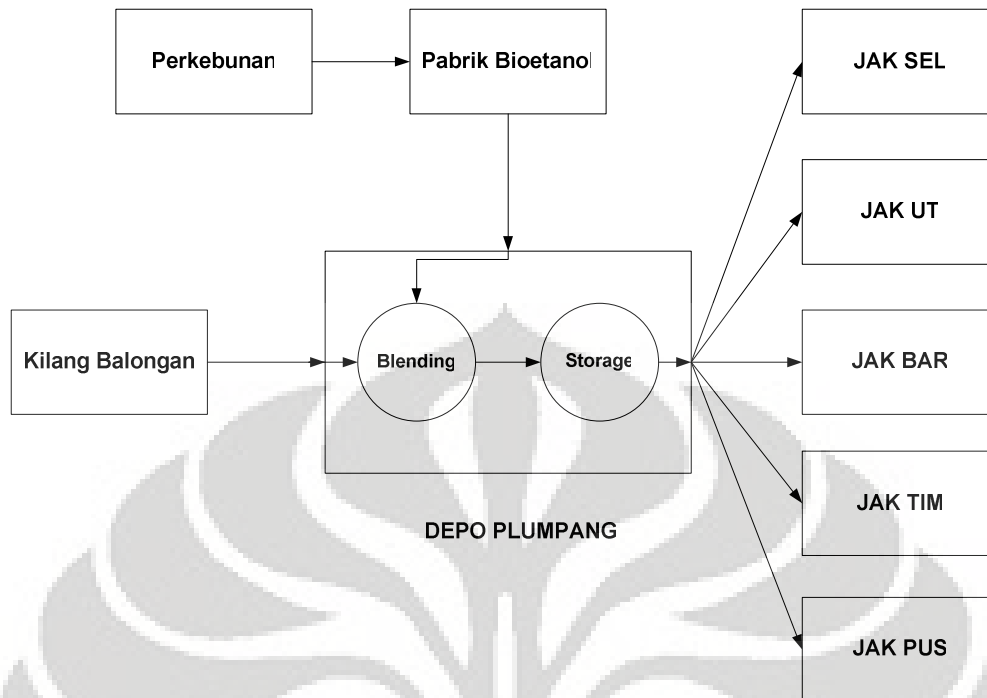 Perkebunan
Pabrik Bioetanol
JAK SEL
JAK UT
Kilang Balongan
Blending
Storage
JAK BAR
JAK TIM
DEPO PLUMPANG
JAK PUS